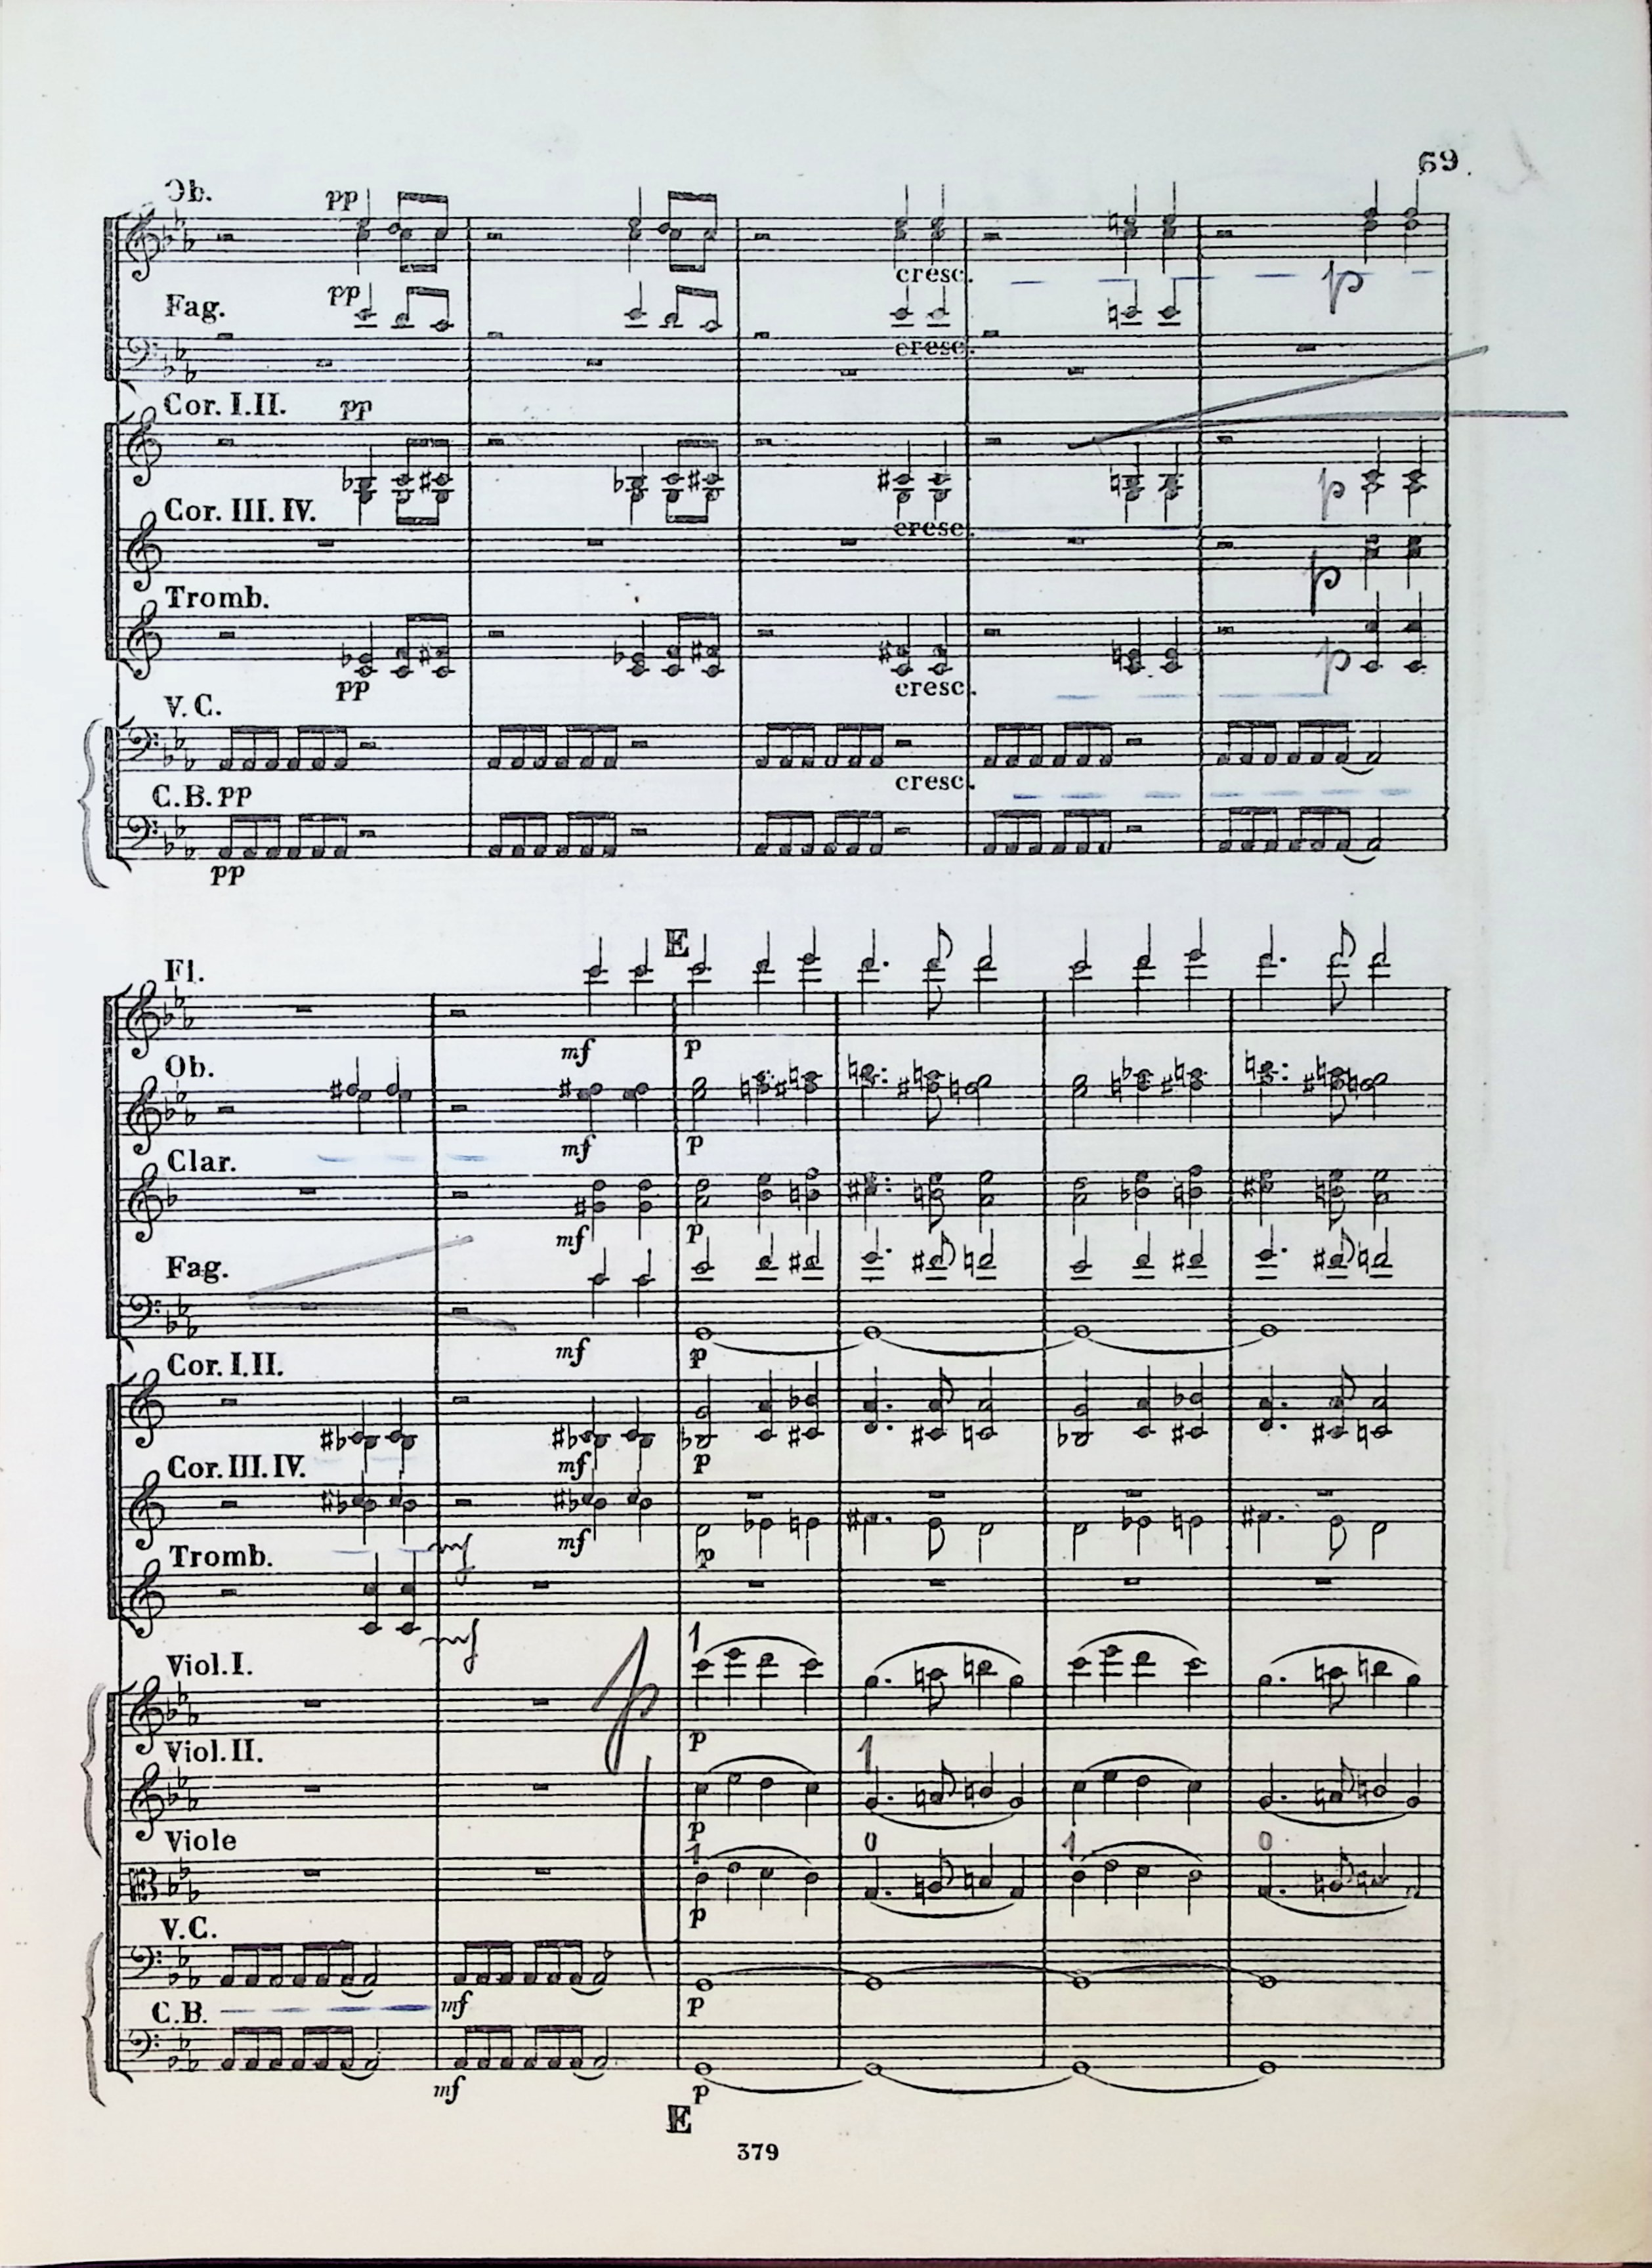 69.
Ob. pp
Fag. pp
cresc.
cresc.
p
Cor. I. II. pp
p
Cor. III. IV.
cresc.
p
Tromb.
pp cresc. p
V. C.
cresc.
C. B. pp
pp
E
Fl.
mf p
Ob.
mf p
Clar.
mf p
Fag.
mf p
Cor. I. II.
mf p
Cor. III. IV.
mf mf p
Tromb.
mf
p
1
Viol. I.
p
Viol. II. 1
p
Viole 1 0 1 0
p
V. C.
mf p
C. B.
mf p
E
379